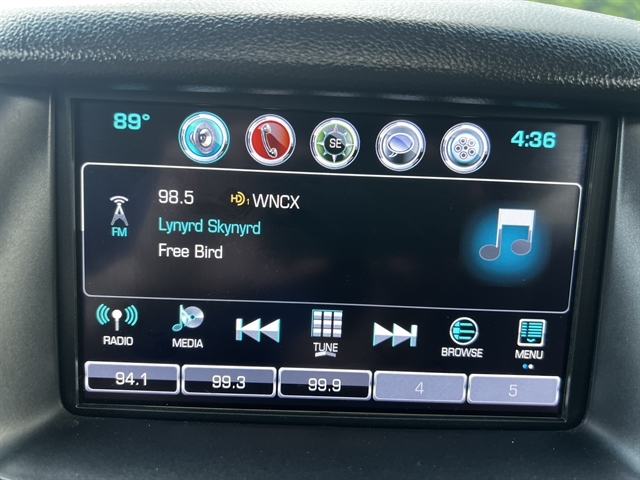 89° SE 4:36
98.5 HD1 WNCX
FM
Lynyrd Skynyrd
Free Bird
RADIO MEDIA TUNE BROWSE MENU
94.1 99.3 99.9 4 5